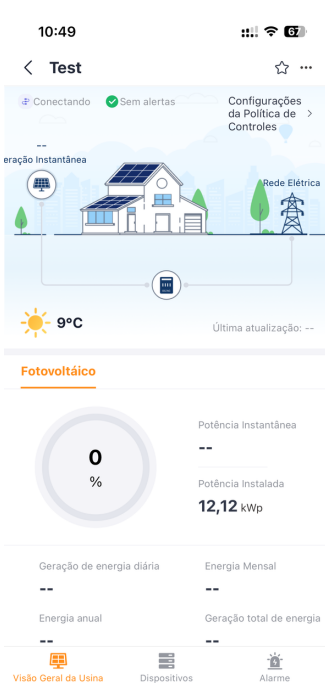 10:49
67
Test
Conectando
Sem alertas
Configurações
da Política de
Controles
--
eração Instantânea
Rede Elétrica
9ºC
Última atualização: --
Fotovoltáico
0
%
Potência Instantânea
--
Potência Instalada
12,12 kWp
Geração de energia diária
Energia Mensal
--
--
Energia anual
Geração total de energia
--
--
Visão Geral da Usina
Dispositivos
Alarme